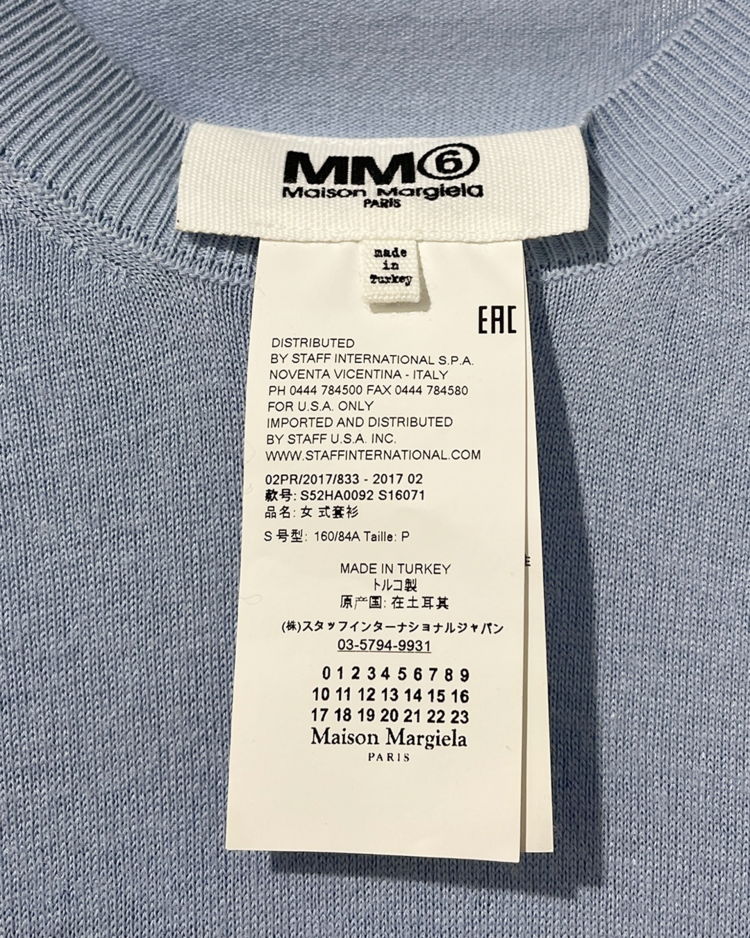 MM6
Maison Margiela
PARIS
made
in
Turkey
EAC
DISTRIBUTED
BY STAFF INTERNATIONAL S.P.A.
NOVENTA VICENTINA - ITALY
PH 0444 784500 FAX 0444 784580
FOR U.S.A. ONLY
IMPORTED AND DISTRIBUTED
BY STAFF U.S.A. INC.
WWW.STAFFINTERNATIONAL.COM
02PR/2017/833 - 2017 02
款号: S52HA0092 S16071
品名: 女 式套衫
S 号型: 160/84A Taille: P
MADE IN TURKEY
トルコ製
原产国: 在土耳其
(株)スタッフインターナショナルジャパン
03-5794-9931
0 1 2 3 4 5 6 7 8 9
10 11 12 13 14 15 16
17 18 19 20 21 22 23
Maison Margiela
PARIS